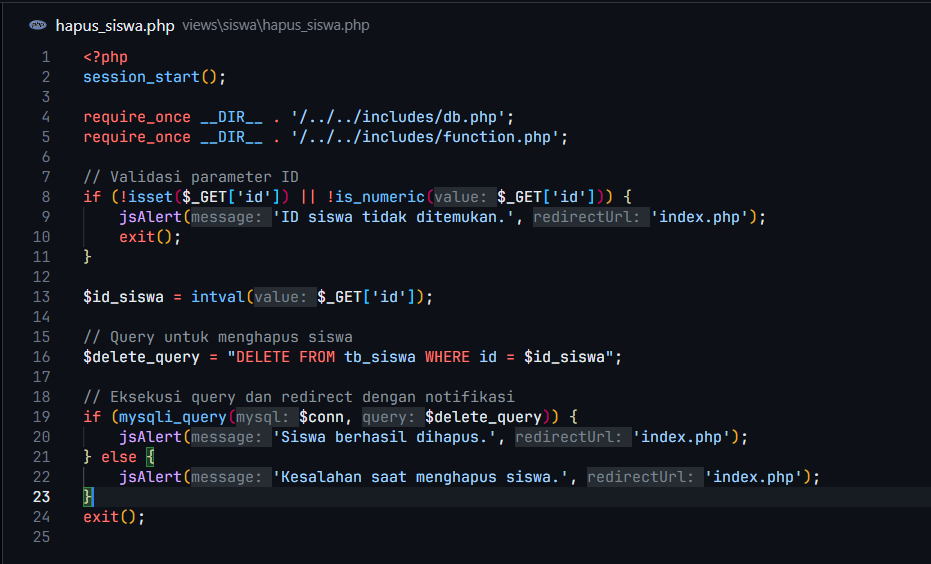 hapus_siswa.php views\siswa\hapus_siswa.php
1 <?php
2 session_start();
3
4 require_once __DIR__ . '/../../includes/db.php';
5 require_once __DIR__ . '/../../includes/function.php';
6
7 // Validasi parameter ID
8 if (!isset($_GET['id']) || !is_numeric(value: $_GET['id'])) {
9 jsAlert(message: 'ID siswa tidak ditemukan.', redirectUrl: 'index.php');
10 exit();
11 }
12
13 $id_siswa = intval(value: $_GET['id']);
14
15 // Query untuk menghapus siswa
16 $delete_query = "DELETE FROM tb_siswa WHERE id = $id_siswa";
17
18 // Eksekusi query dan redirect dengan notifikasi
19 if (mysqli_query(mysql: $conn, query: $delete_query)) {
20 jsAlert(message: 'Siswa berhasil dihapus.', redirectUrl: 'index.php');
21 } else {
22 jsAlert(message: 'Kesalahan saat menghapus siswa.', redirectUrl: 'index.php');
23 }
24 exit();
25